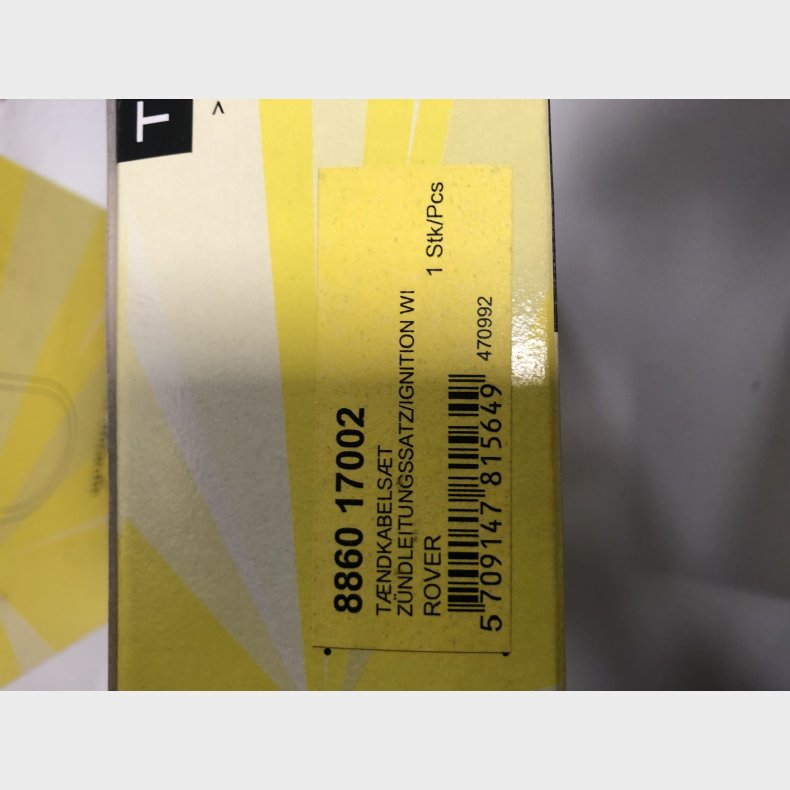 T
>
8860 17002
TÆNDKABELSÆT
ZÜNDLEITUNGSSATZ/IGNITION WI
ROVER 1 Stk/Pcs
5 709147 815649 470992